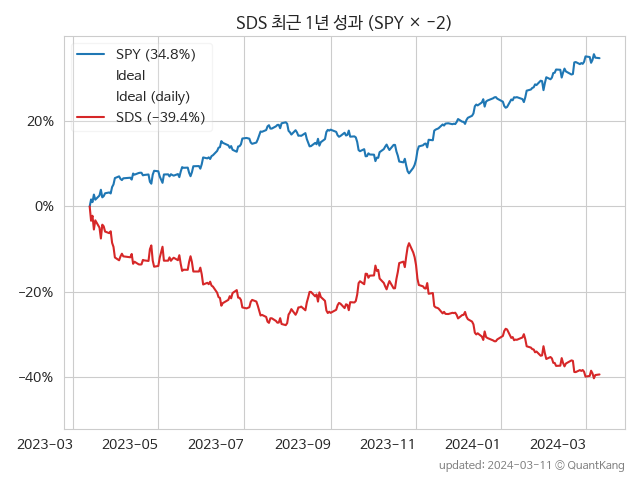 SDS 최근 1년 성과 (SPY × −2)
SPY (34.8%)
Ideal
Ideal (daily)
SDS (−39.4%)
20%
0%
−20%
−40%
2023−03 2023−05 2023−07 2023−09 2023−11 2024−01 2024−03
updated: 2024−03−11 © QuantKang